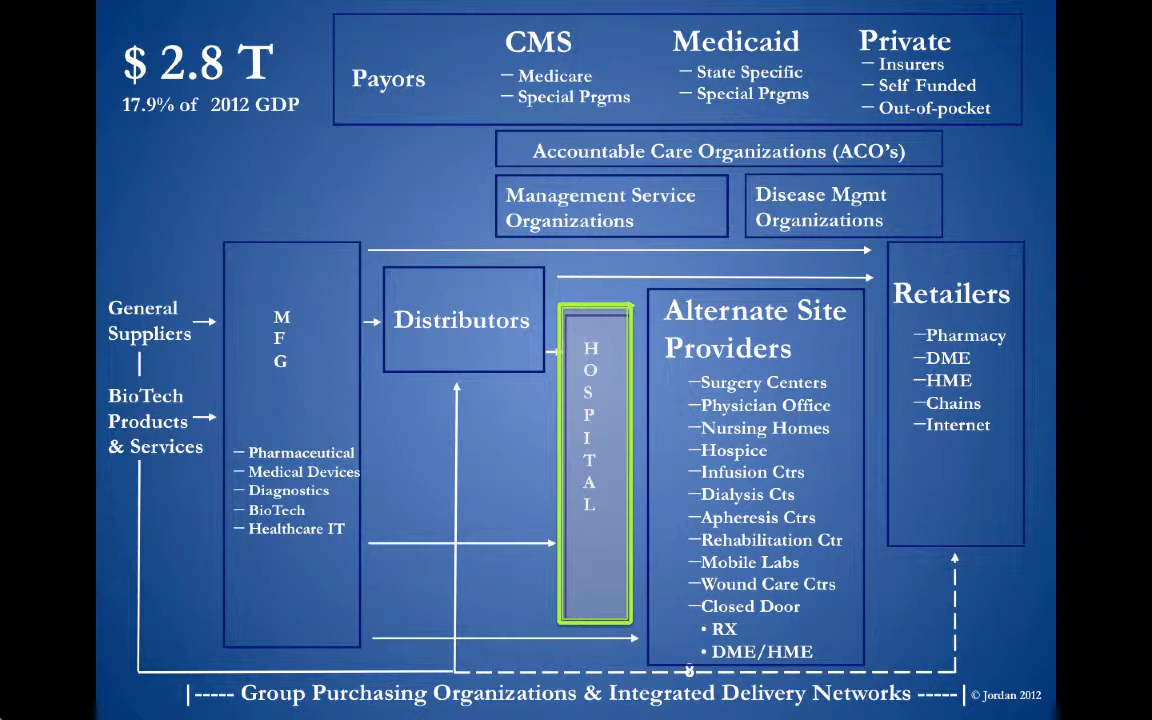 $ 2.8 T
17.9% of 2012 GDP
Payors
CMS
– Medicare
– Special Prgms
Medicaid
– State Specific
– Special Prgms
Private
– Insurers
– Self Funded
– Out-of-pocket
Accountable Care Organizations (ACO's)
Management Service
Organizations
Disease Mgmt
Organizations
General
Suppliers
BioTech
Products
& Services
M
F
G
– Pharmaceutical
– Medical Devices
– Diagnostics
– BioTech
– Healthcare IT
Distributors
H
O
S
P
I
T
A
L
Alternate Site
Providers
–Surgery Centers
–Physician Office
–Nursing Homes
–Hospice
–Infusion Ctrs
–Dialysis Cts
–Apheresis Ctrs
–Rehabilitation Ctr
–Mobile Labs
–Wound Care Ctrs
–Closed Door
• RX
• DME/HME
Retailers
–Pharmacy
–DME
–HME
–Chains
–Internet
8
|----- Group Purchasing Organizations & Integrated Delivery Networks -----|
© Jordan 2012